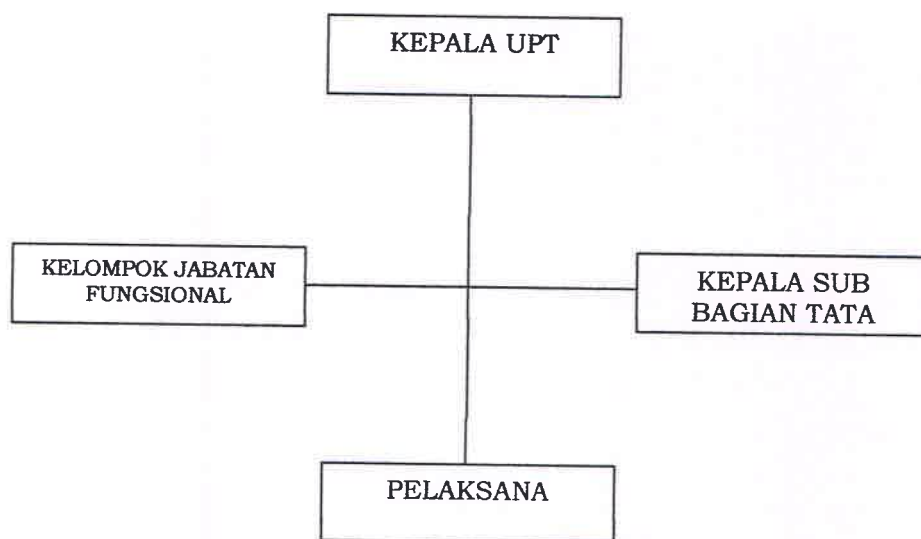 KEPALA UPT
KELOMPOK JABATAN
FUNGSIONAL
KEPALA SUB
BAGIAN TATA
PELAKSANA